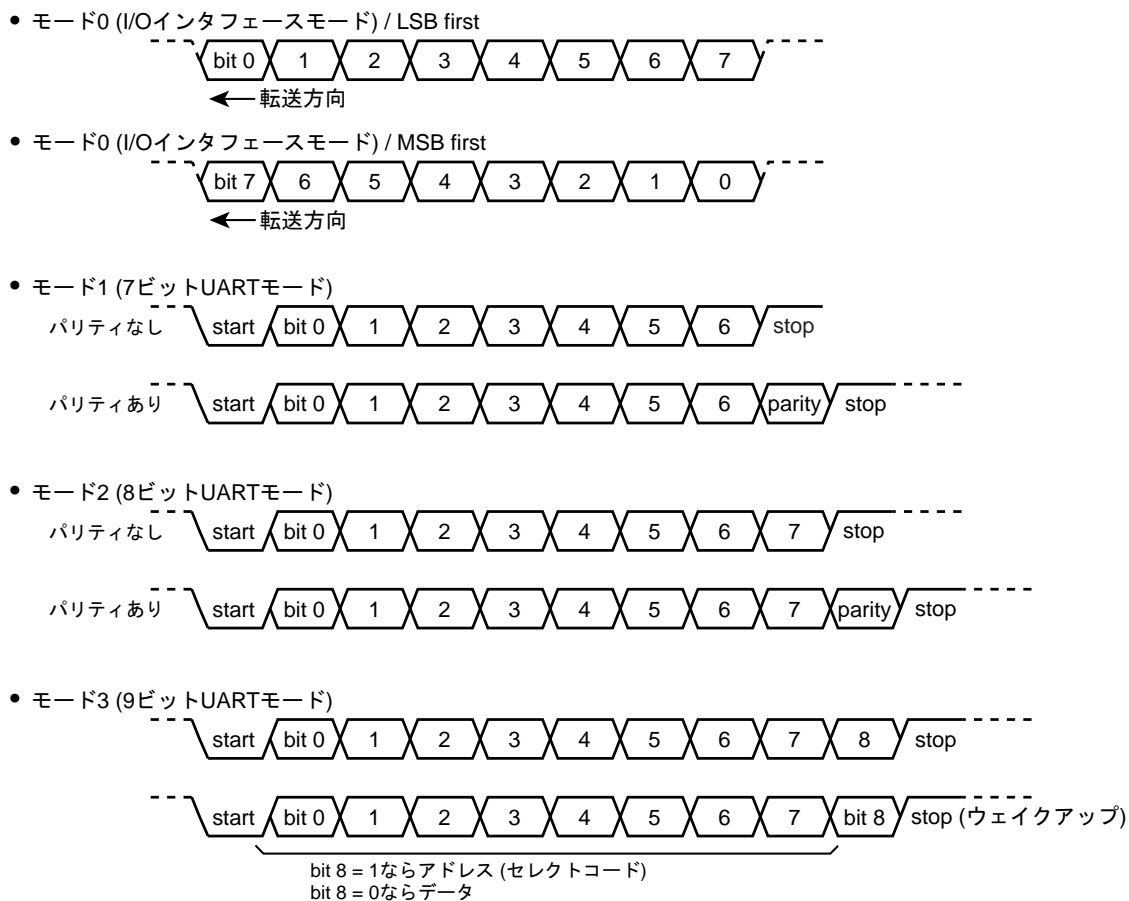 ● モード0 (I/Oインタフェースモード) / LSB first
bit 0 1 2 3 4 5 6 7
転送方向
● モード0 (I/Oインタフェースモード) / MSB first
bit 7 6 5 4 3 2 1 0
転送方向
● モード1 (7ビットUARTモード)
パリティなし start bit 0 1 2 3 4 5 6 stop
パリティあり start bit 0 1 2 3 4 5 6 parity stop
● モード2 (8ビットUARTモード)
パリティなし start bit 0 1 2 3 4 5 6 7 stop
パリティあり start bit 0 1 2 3 4 5 6 7 parity stop
● モード3 (9ビットUARTモード)
start bit 0 1 2 3 4 5 6 7 8 stop
start bit 0 1 2 3 4 5 6 7 bit 8 stop (ウェイクアップ)
bit 8 = 1ならアドレス (セレクトコード)
bit 8 = 0ならデータ